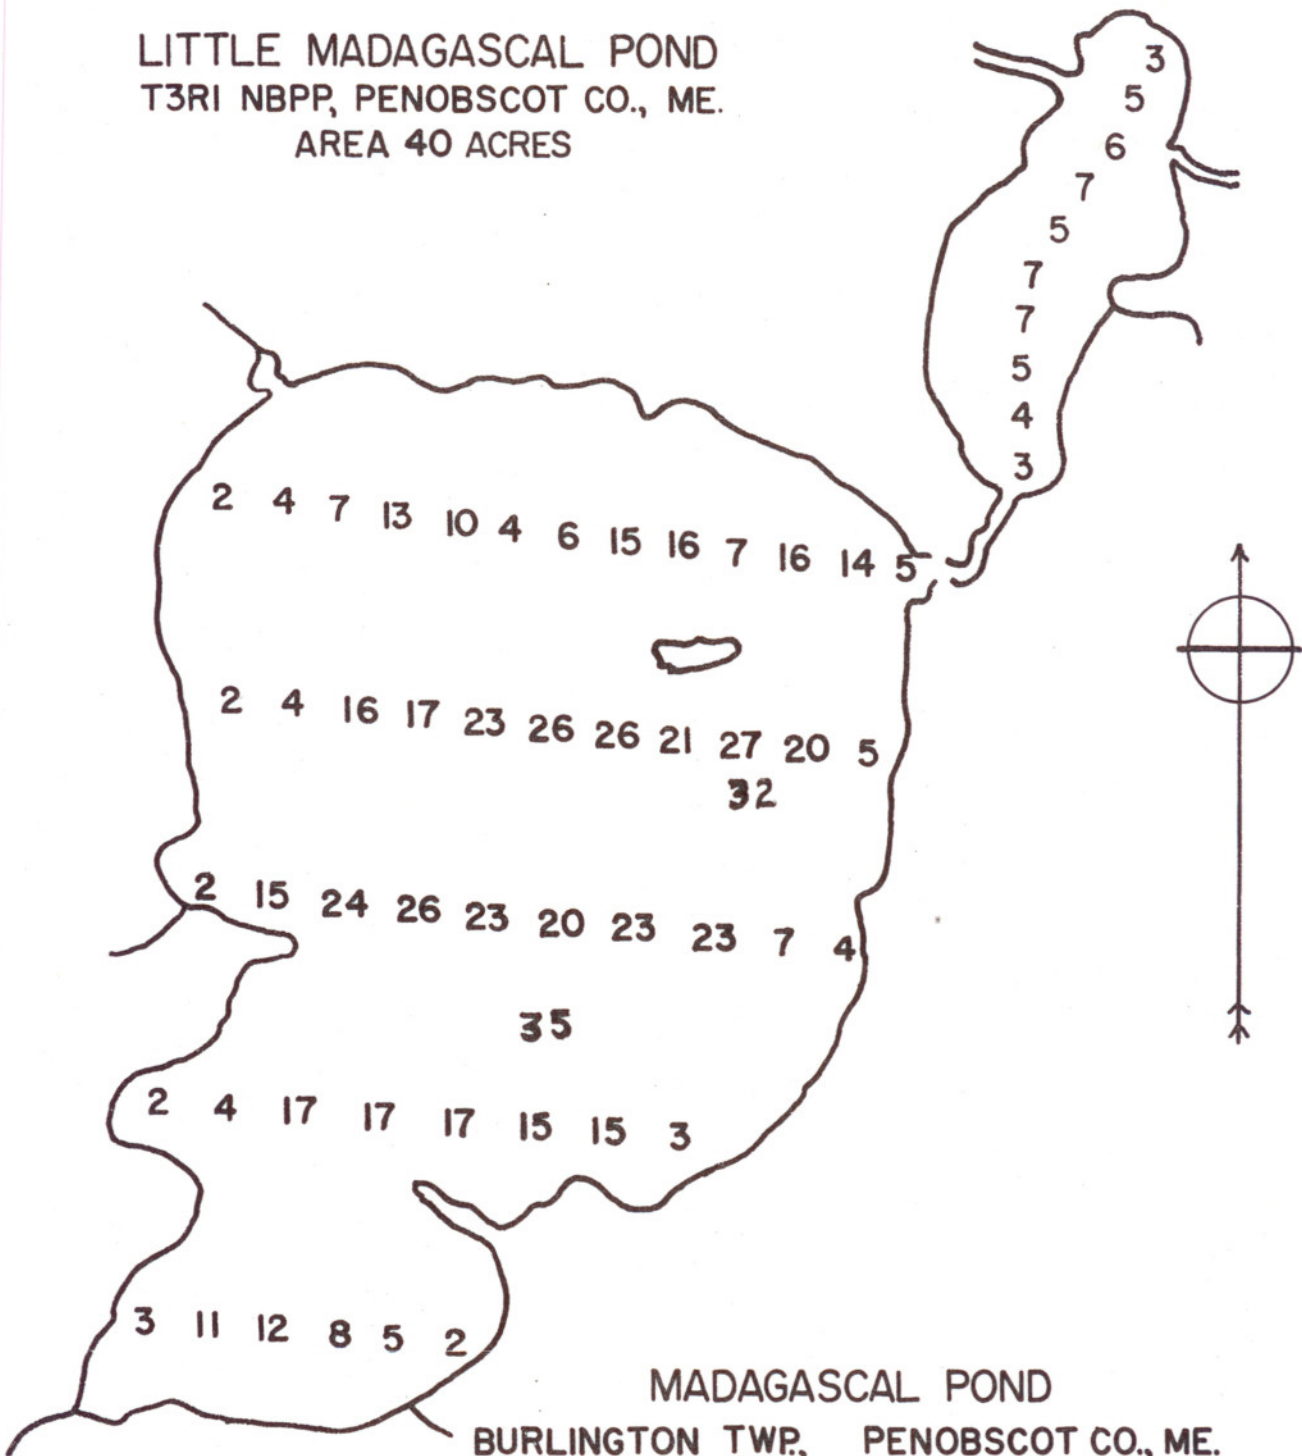 LITTLE MADAGASCAL POND
T3R1 NBPP, PENOBSCOT CO., ME.
AREA 40 ACRES
3
5
6
7
5
7
7
5
4
3
2 4 7 13 10 4 6 15 16 7 16 14 5
2 4 16 17 23 26 26 21 27 20 5
32
2 15 24 26 23 20 23 23 7 4
35
2 4 17 17 17 15 15 3
3 11 12 8 5 2
MADAGASCAL POND
BURLINGTON TWP., PENOBSCOT CO., ME.